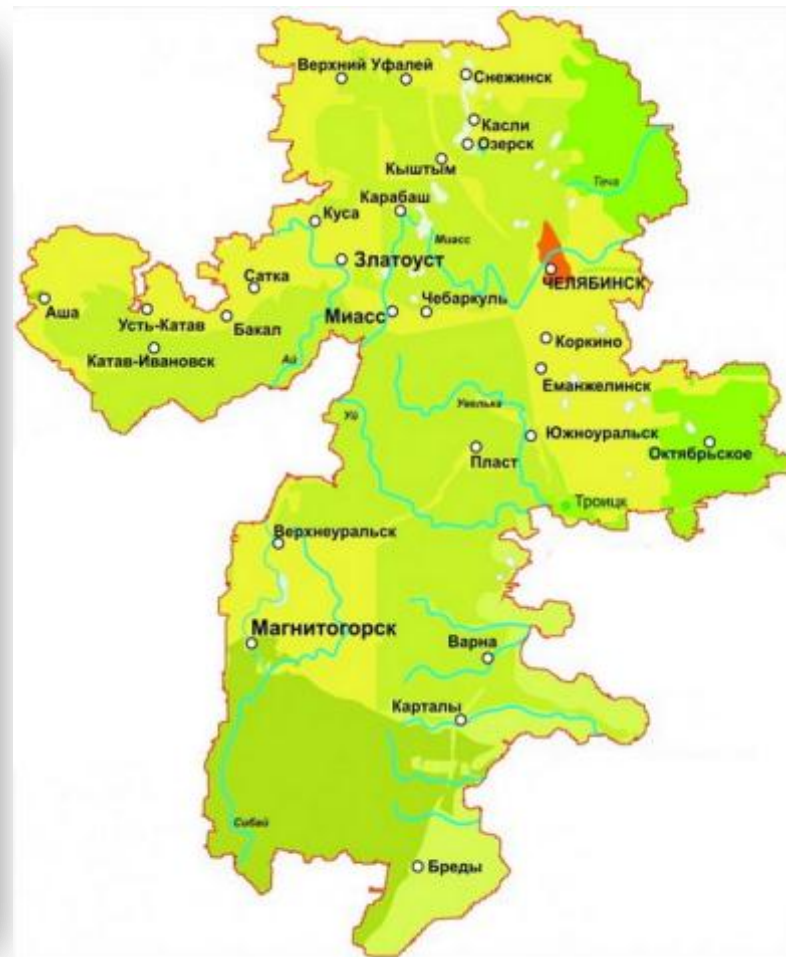 Верхний Уфалей
Снежинск
Касли
Озерск
Кыштым
Теча
Карабаш
Куса
Миасс
Златоуст
Сатка
ЧЕЛЯБИНСК
Аша
Усть-Катав
Бакал
Миасс
Чебаркуль
Катав-Ивановск
Ай
Коркино
Еманжелинск
Уй
Увелька
Южноуральск
Октябрьское
Пласт
Троицк
Верхнеуральск
Магнитогорск
Варна
Карталы
Сибай
Бреды